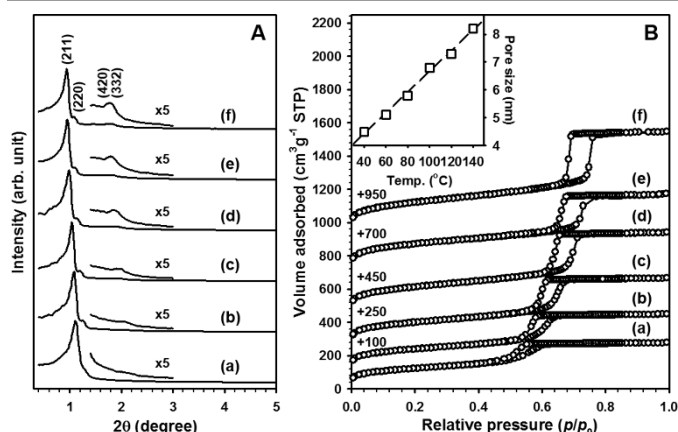 A
(211)
(220)
(420)
(332)
x5
(f)
x5
(e)
x5
(d)
x5
(c)
x5
(b)
x5
(a)
Intensity (arb. unit)
1 2 3 4 5
2θ (degree)
B
2200
2000
1800
1600
1400
1200
1000
800
600
400
200
0
Volume adsorbed (cm³g⁻¹ STP)
8
7
6
5
4
Pore size (nm)
40 60 80 100 120 140
Temp. (°C)
(f)
+950
(e)
+700
(d)
+450
(c)
+250
(b)
+100
(a)
0.0 0.2 0.4 0.6 0.8 1.0
Relative pressure (p/p₀)